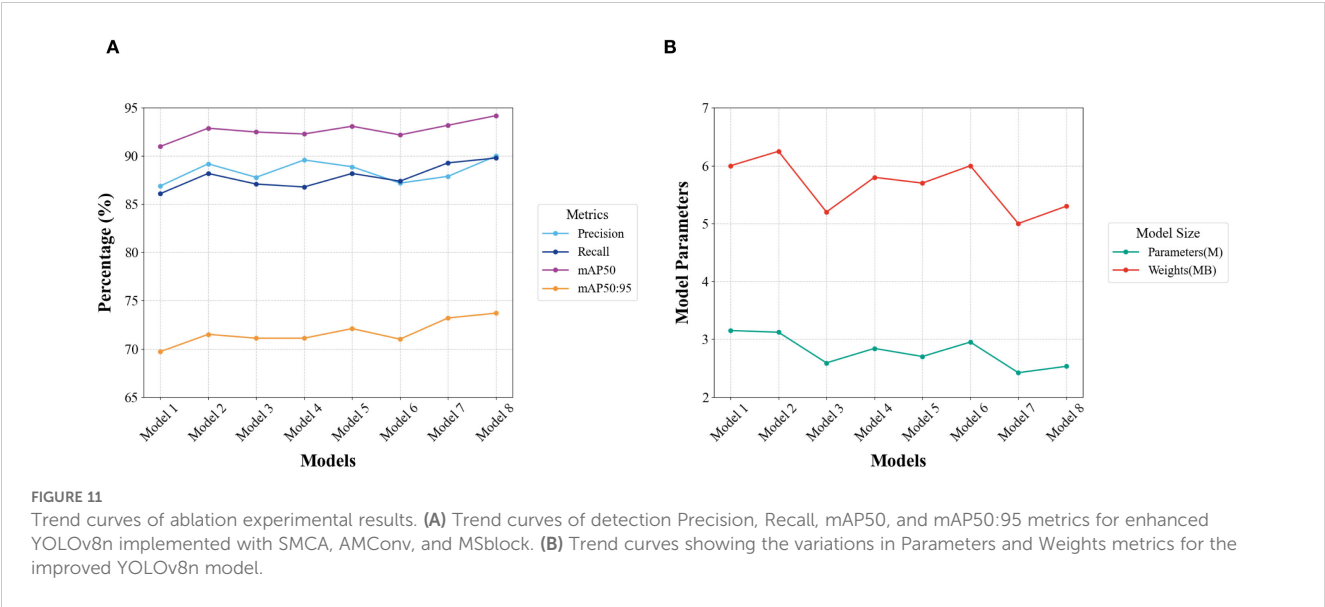 A
B
95
90
85
80
75
70
65
Percentage (%)
Model 1
Model 2
Model 3
Model 4
Model 5
Model 6
Model 7
Model 8
Models
Metrics
Precision
Recall
mAP50
mAP50:95
7
6
5
4
3
2
Model Parameters
Model 1
Model 2
Model 3
Model 4
Model 5
Model 6
Model 7
Model 8
Models
Model Size
Parameters(M)
Weights(MB)
FIGURE 11
Trend curves of ablation experimental results. (A) Trend curves of detection Precision, Recall, mAP50, and mAP50:95 metrics for enhanced
YOLOv8n implemented with SMCA, AMConv, and MSblock. (B) Trend curves showing the variations in Parameters and Weights metrics for the
improved YOLOv8n model.